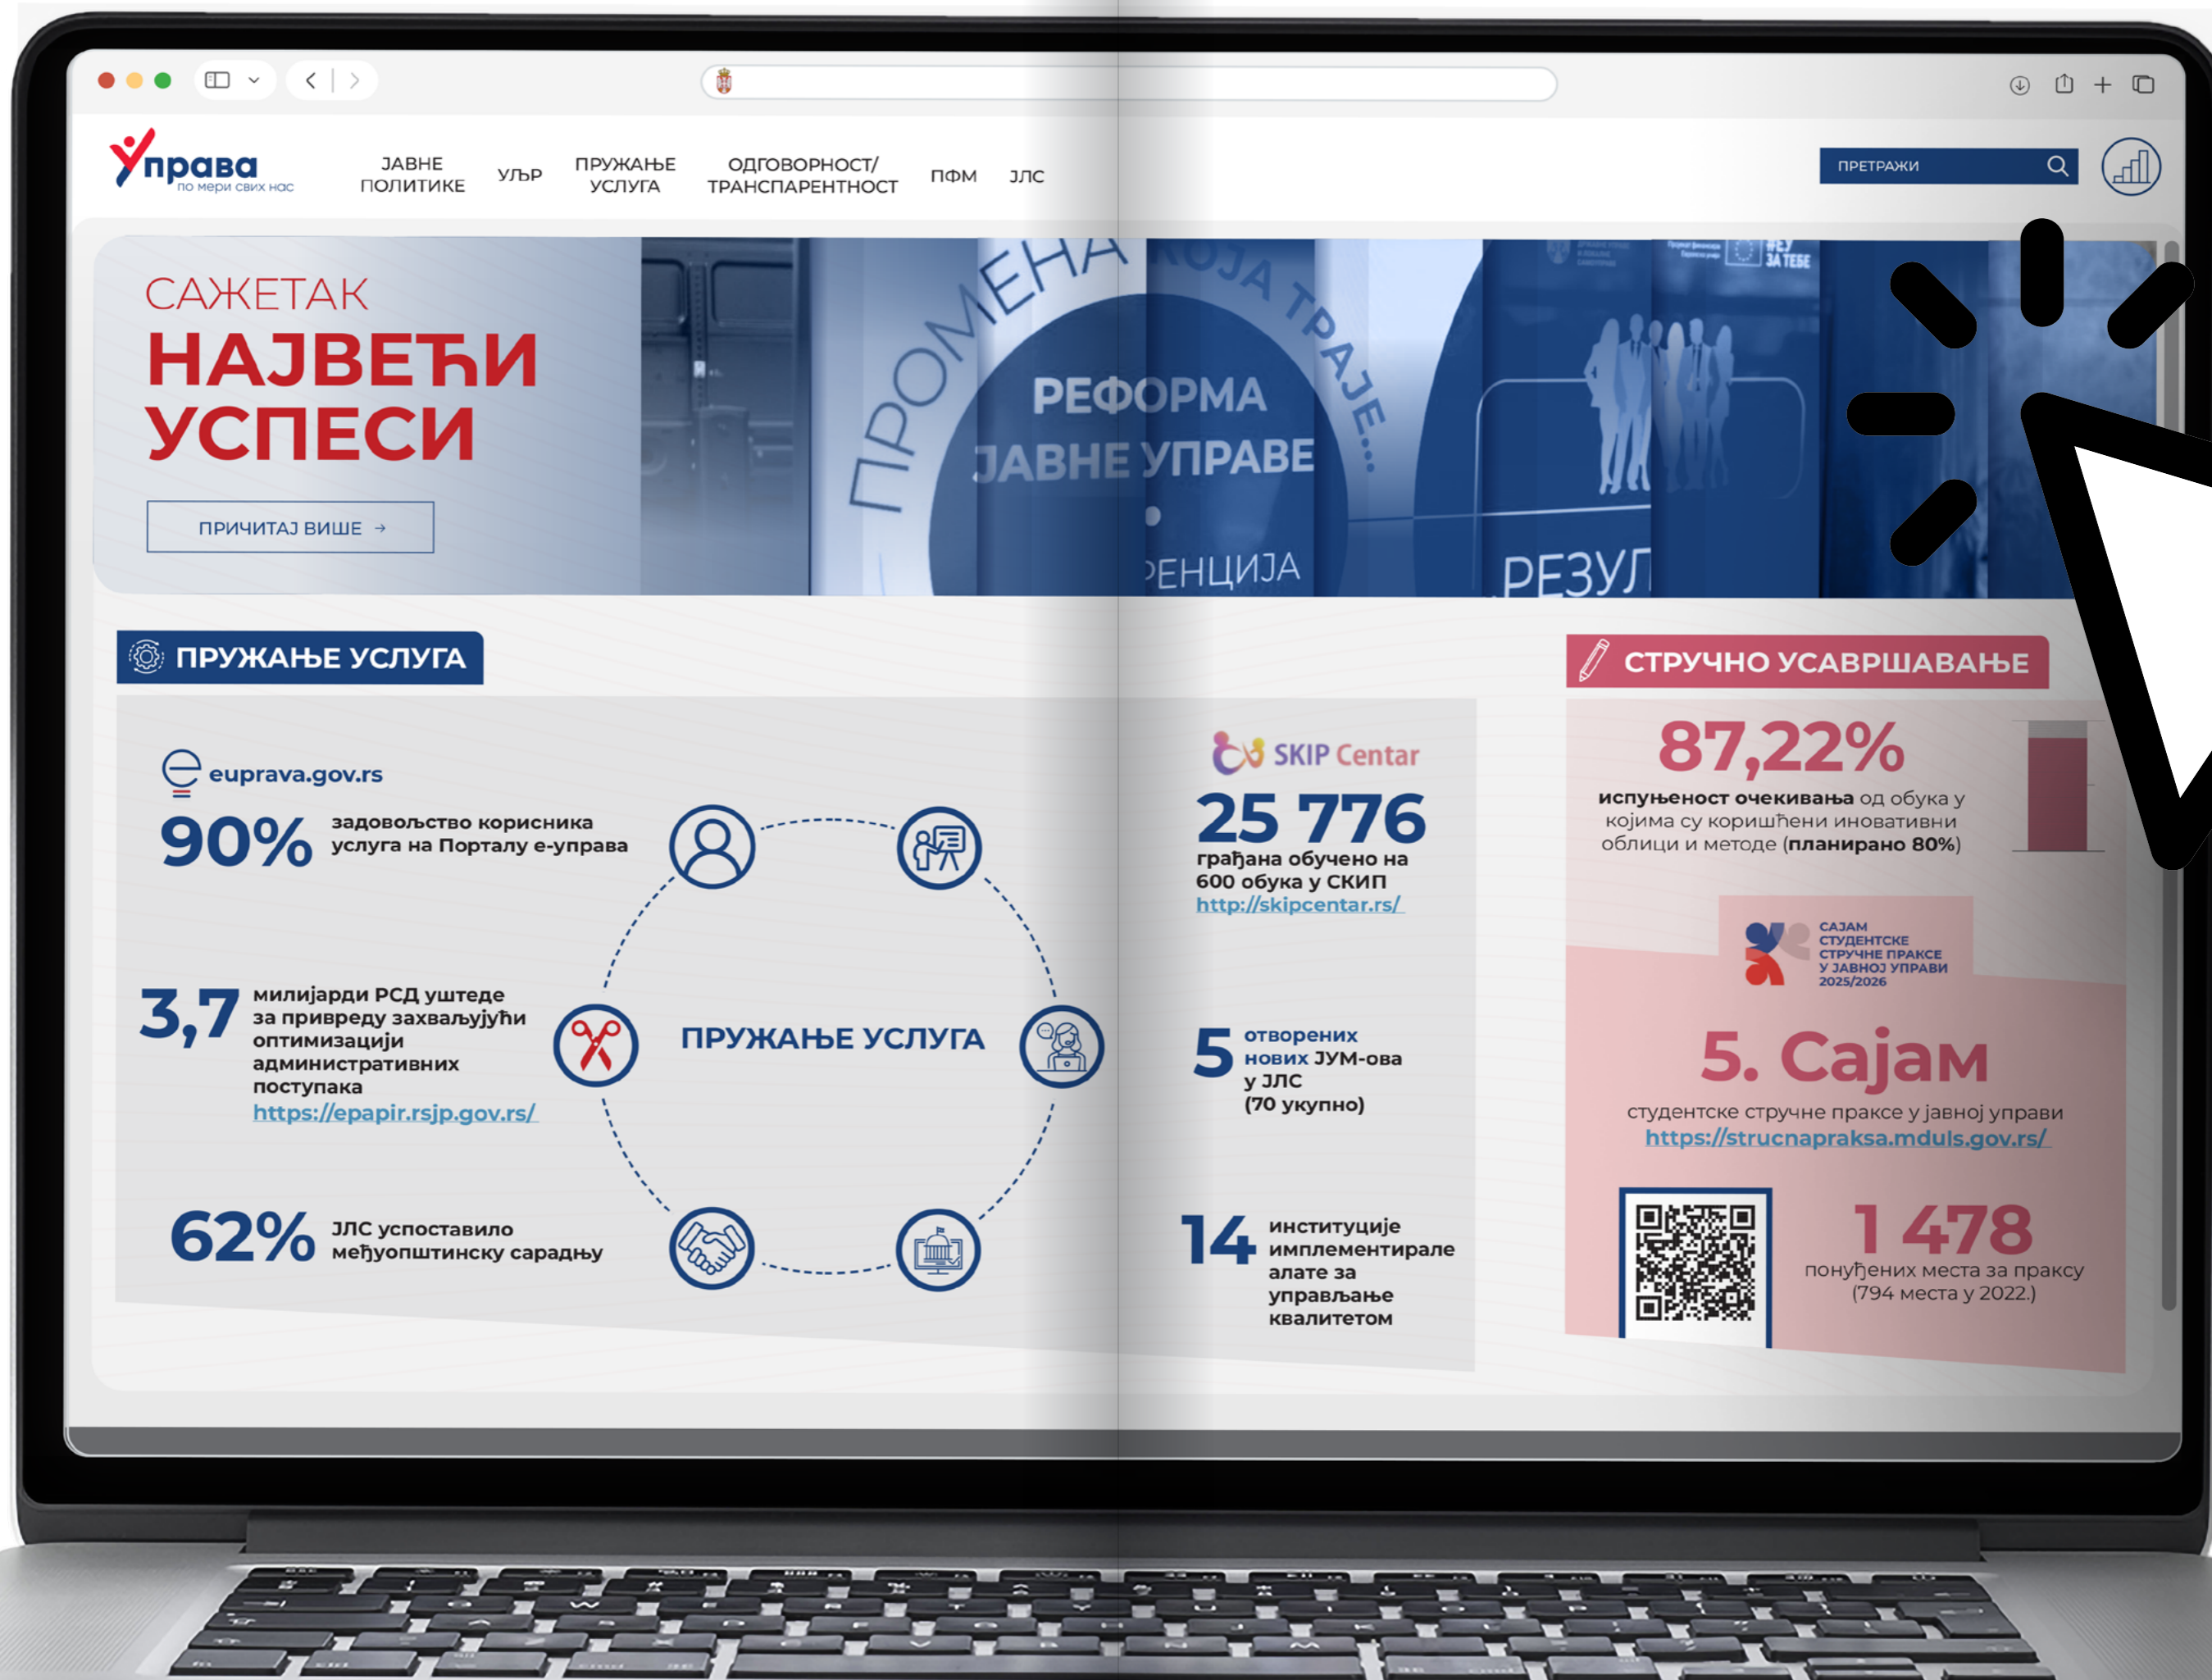 Управа
по мери свих нас
ЈАВНЕ
ПОЛИТИКЕ
УЉР
ПРУЖАЊЕ
УСЛУГА
ОДГОВОРНОСТ/
ТРАНСПАРЕНТНОСТ
ПФМ
ЈЛС
ПРЕТРАЖИ
САЖЕТАК
НАЈВЕЋИ
УСПЕСИ
ПРИЧИТАЈ ВИШЕ →
ПРОМЕНА КОЈА ТРАЈЕ...
РЕФОРМА
ЈАВНЕ УПРАВЕ
РЕНЦИЈА
РЕЗУЛ
#ЕУ
ЗА ТЕБЕ
ПРУЖАЊЕ УСЛУГА
euprava.gov.rs
90%
задовољство корисника
услуга на Порталу е-управа
3,7
милијарди РСД уштеде
за привреду захваљујући
оптимизацији
административних
поступака
https://epapir.rsjp.gov.rs/
62%
ЈЛС успоставило
међуопштинску сарадњу
ПРУЖАЊЕ УСЛУГА
SKIP Centar
25 776
грађана обучено на
600 обука у СКИП
http://skipcentar.rs/
5
отворених
нових ЈУМ-ова
у ЈЛС
(70 укупно)
14
институције
имплементирале
алате за
управљање
квалитетом
СТРУЧНО УСАВРШАВАЊЕ
87,22%
испуњеност очекивања од обука у
којима су коришћени иновативни
облици и методе (планирано 80%)
САЈАМ
СТУДЕНТСКЕ
СТРУЧНЕ ПРАКСЕ
У ЈАВНОЈ УПРАВИ
2025/2026
5. Сајам
студентске стручне праксе у јавној управи
https://strucnapraksa.mduls.gov.rs/
1 478
понуђених места за праксу
(794 места у 2022.)